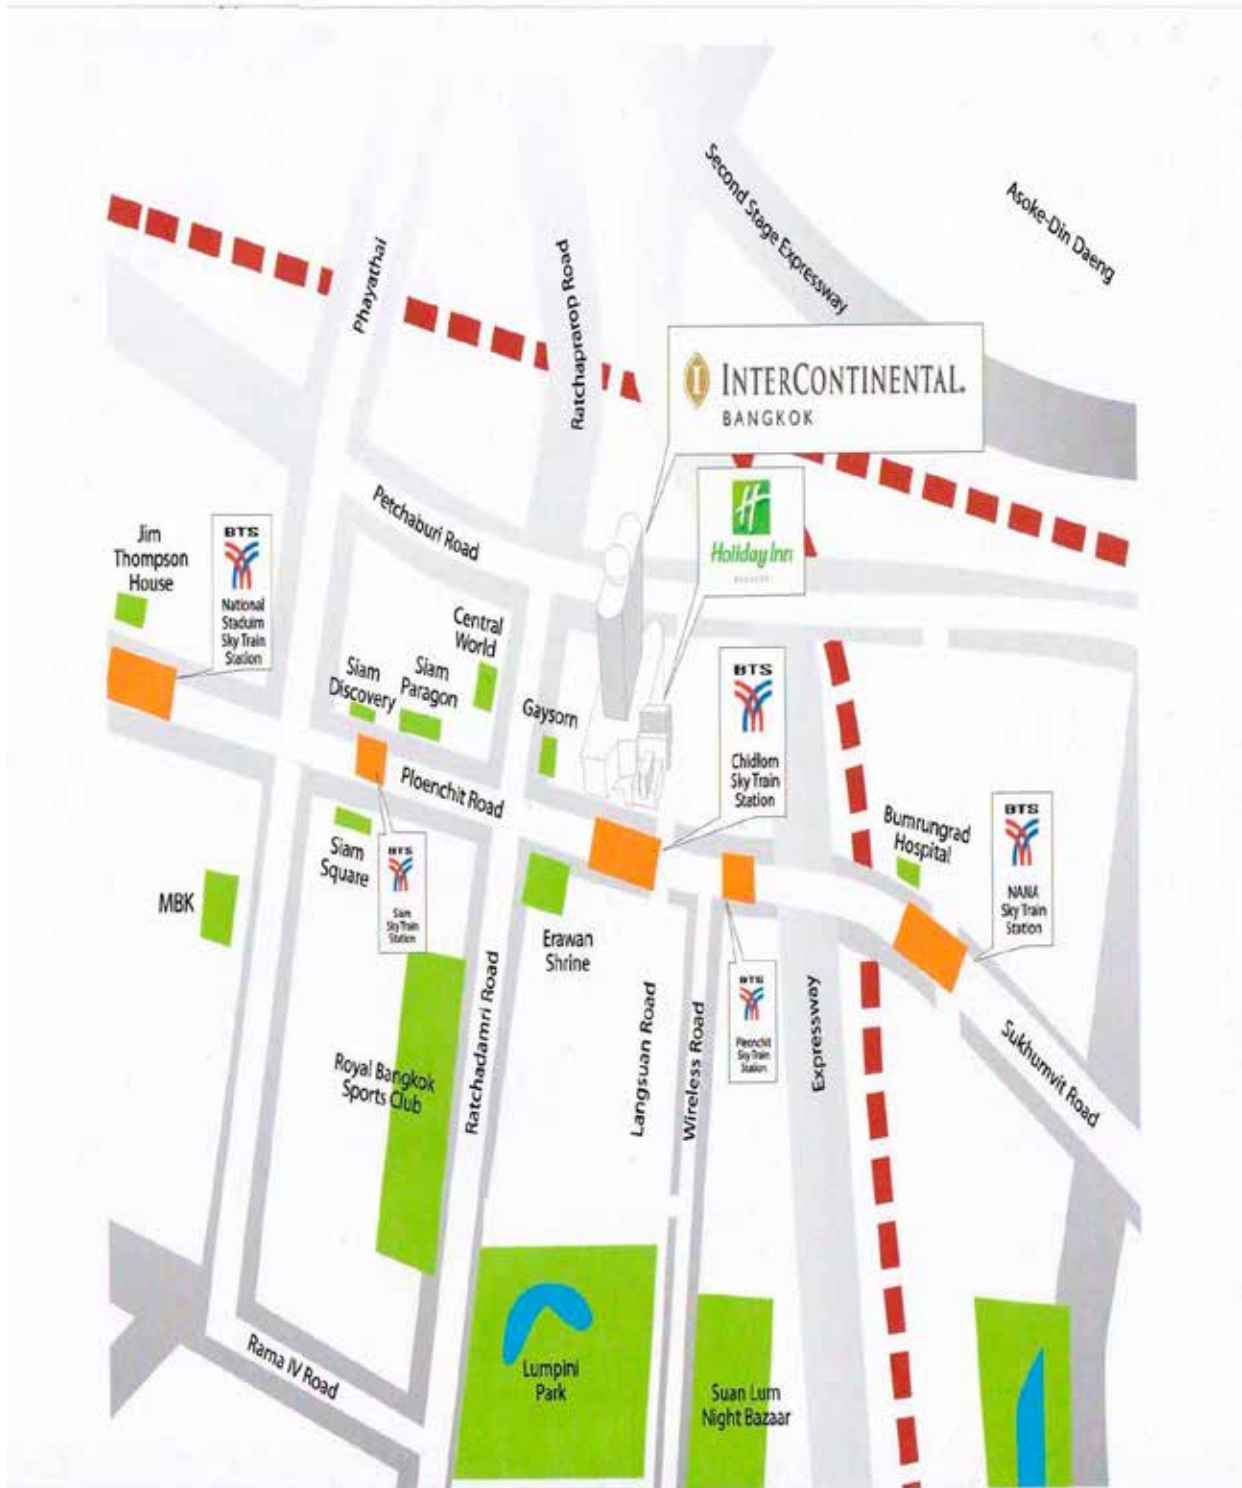 Second Stage Expressway
Asoke-Din Daeng
Phayathai
Ratchaprarop Road
INTERCONTINENTAL.
BANGKOK
Petchaburi Road
H
Holiday Inn
Jim
Thompson
House
BTS
National
Staduim
Sky Train
Station
Central
World
Siam
Discovery
Siam
Paragon
Gaysorn
BTS
Chidlom
Sky Train
Station
Ploenchit Road
Siam
Square
BTS
Siam
Sky Train
Station
Bumrungrad
Hospital
BTS
NANA
Sky Train
Station
MBK
Erawan
Shrine
BTS
Pleonchit
Sky Train
Station
Royal Bangkok
Sports Club
Ratchadamri Road
Langsuan Road
Wireless Road
Expressway
Sukhumvit Road
Rama IV Road
Lumpini
Park
Suan Lum
Night Bazaar